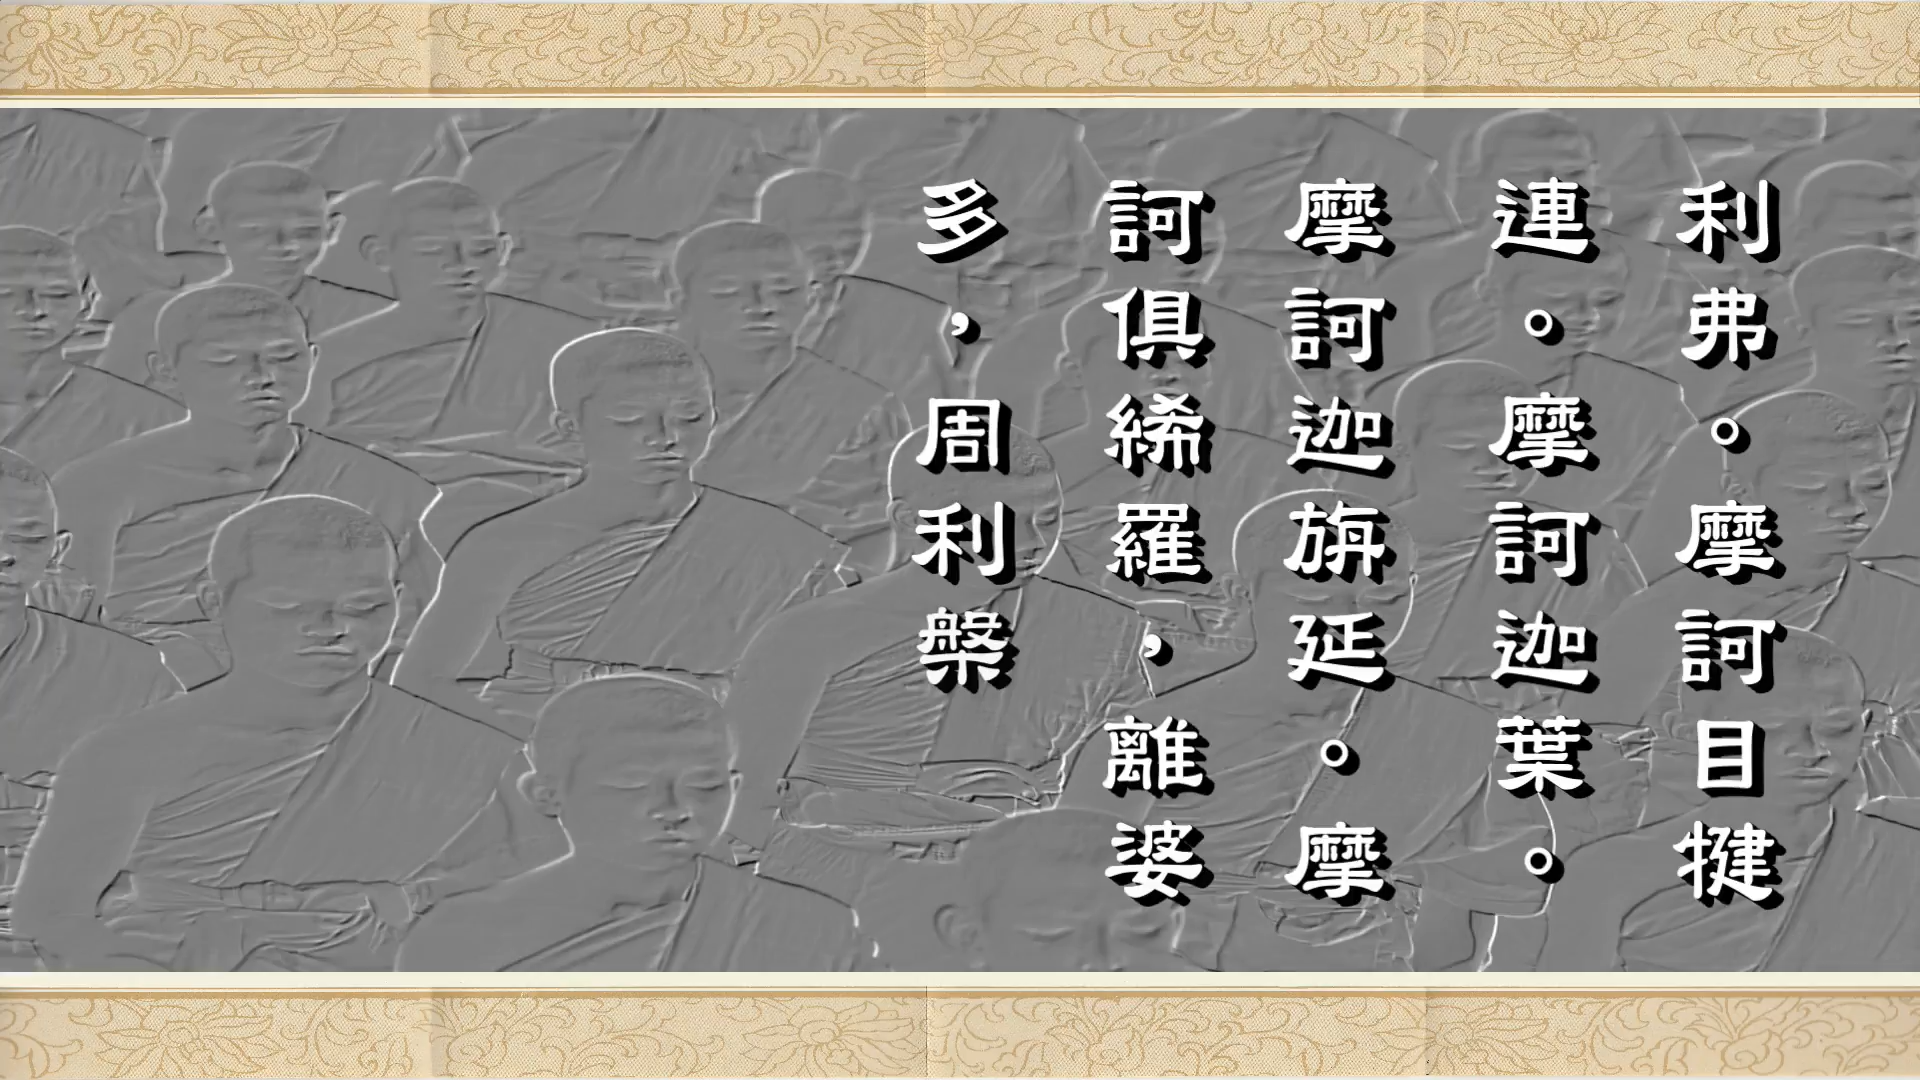 利弗。摩訶目犍
連。摩訶迦葉。
摩訶迦旃延。摩
訶俱絺羅，離婆
多，周利槃